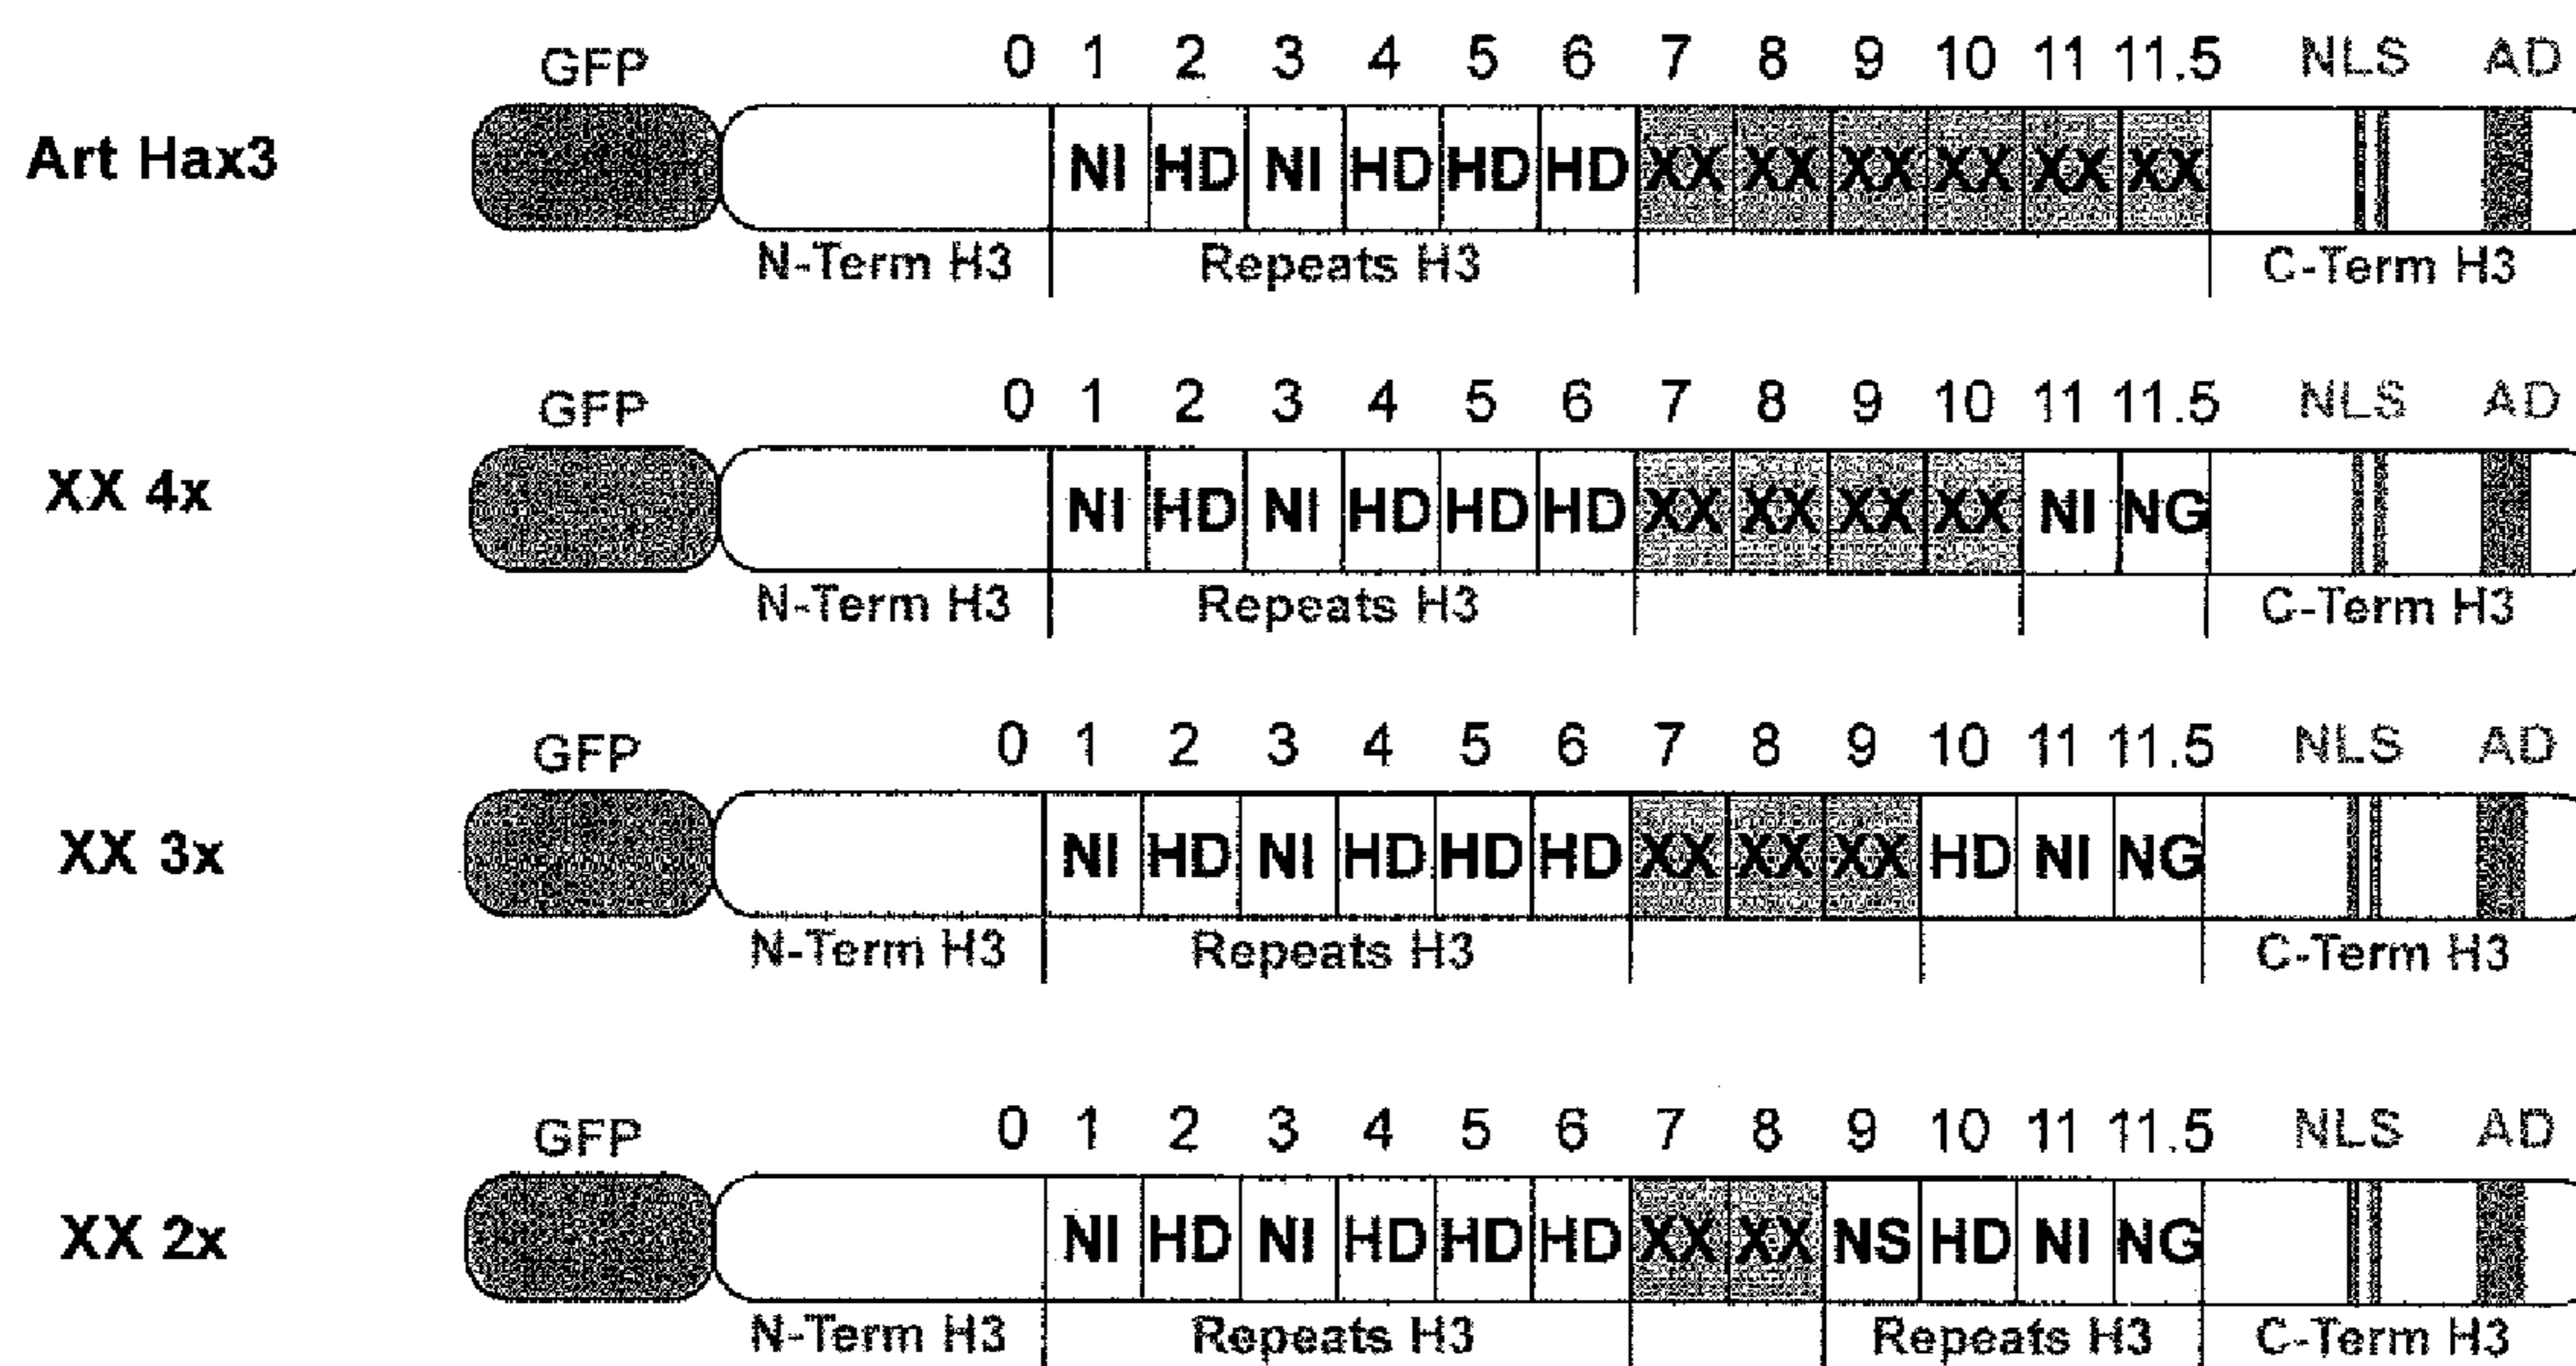 GFP 0 1 2 3 4 5 6 7 8 9 10 11 11.5 NLS AD
Art Hax3 NI HD NI HD HD HD XX XX XX XX XX XX
N-Term H3 Repeats H3 C-Term H3
GFP 0 1 2 3 4 5 6 7 8 9 10 11 11.5 NLS AD
XX 4x NI HD NI HD HD HD XX XX XX XX NI NG
N-Term H3 Repeats H3 C-Term H3
GFP 0 1 2 3 4 5 6 7 8 9 10 11 11.5 NLS AD
XX 3x NI HD NI HD HD HD XX XX XX HD NI NG
N-Term H3 Repeats H3 C-Term H3
GFP 0 1 2 3 4 5 6 7 8 9 10 11 11.5 NLS AD
XX 2x NI HD NI HD HD HD XX XX NS HD NI NG
N-Term H3 Repeats H3 Repeats H3 C-Term H3